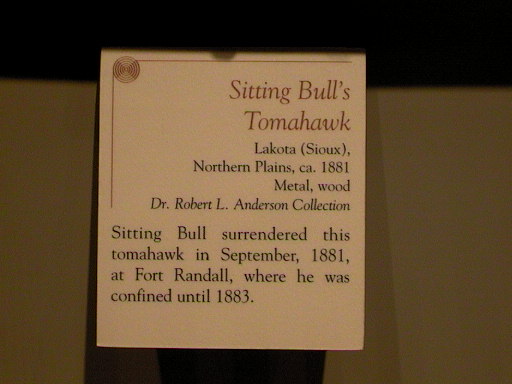 Sitting Bull's
Tomahawk
Lakota (Sioux),
Northern Plains, ca. 1881
Metal, wood
Dr. Robert L. Anderson Collection
Sitting Bull surrendered this
tomahawk in September, 1881,
at Fort Randall, where he was
confined until 1883.